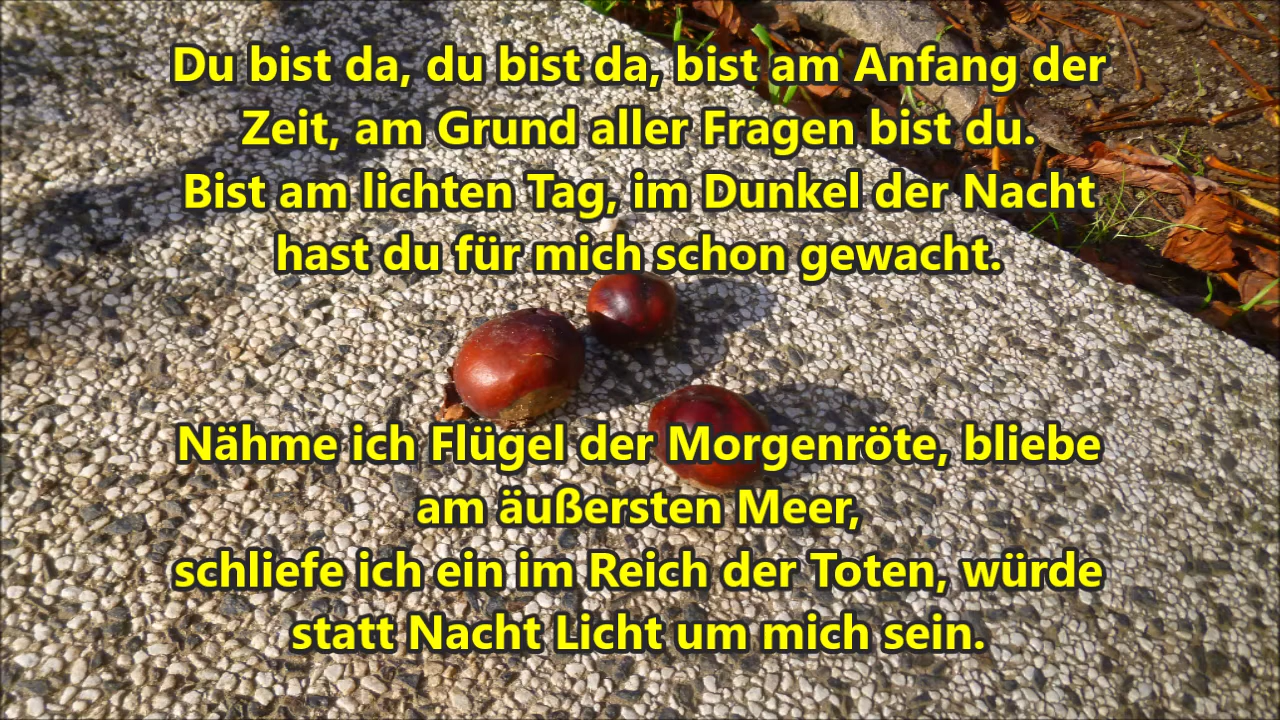 Du bist da, du bist da, bist am Anfang der
Zeit, am Grund aller Fragen bist du.
Bist am lichten Tag, im Dunkel der Nacht
hast du für mich schon gewacht.
Nähme ich Flügel der Morgenröte, bliebe
am äußersten Meer,
schliefe ich ein im Reich der Toten, würde
statt Nacht Licht um mich sein.